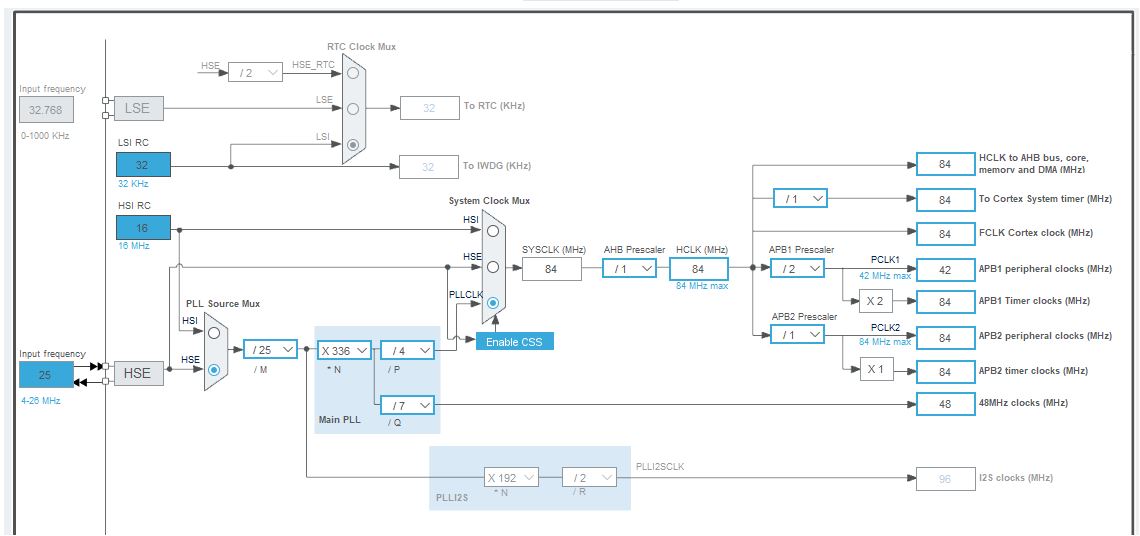 RTC Clock Mux
HSE
/ 2
HSE_RTC
Input frequency
32.768
0-1000 KHz
LSE
LSE
32
To RTC (KHz)
LSI RC
32
32 KHz
LSI
32
To IWDG (KHz)
HSI RC
16
16 MHz
System Clock Mux
HSI
HSE
PLLCLK
Enable CSS
SYSCLK (MHz)
84
AHB Prescaler
/ 1
HCLK (MHz)
84
84 MHz max
84
HCLK to AHB bus, core,
memory and DMA (MHz)
/ 1
84
To Cortex System timer (MHz)
84
FCLK Cortex clock (MHz)
APB1 Prescaler
/ 2
PCLK1
42 MHz max
42
APB1 peripheral clocks (MHz)
X 2
84
APB1 Timer clocks (MHz)
APB2 Prescaler
/ 1
PCLK2
84 MHz max
84
APB2 peripheral clocks (MHz)
X 1
84
APB2 timer clocks (MHz)
48
48MHz clocks (MHz)
PLL Source Mux
HSI
HSE
Input frequency
25
4-26 MHz
HSE
/ 25
/ M
X 336
* N
/ 4
/ P
/ 7
/ Q
Main PLL
X 192
* N
/ 2
/ R
PLLI2S
PLLI2SCLK
96
I2S clocks (MHz)